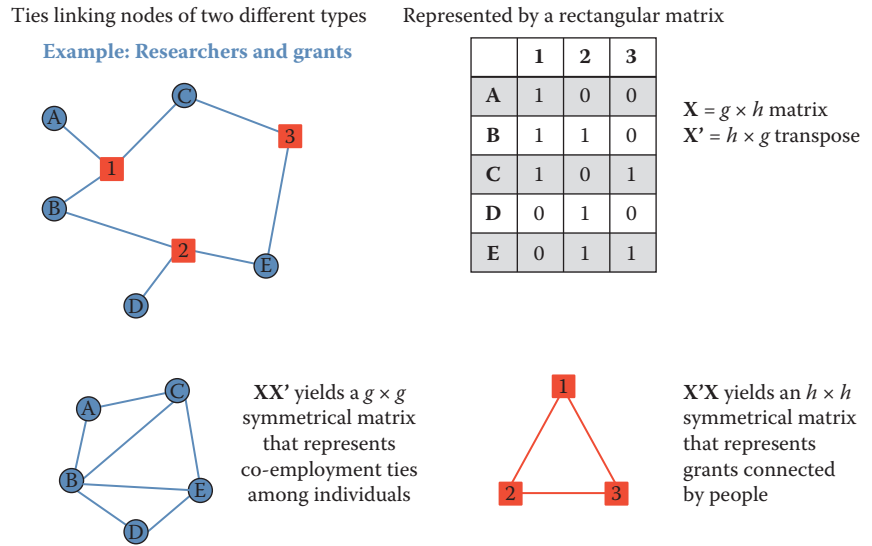 Ties linking nodes of two different types
Represented by a rectangular matrix
Example: Researchers and grants
A
C
3
1
B
2
E
D
1 2 3
A 1 0 0
B 1 1 0
C 1 0 1
D 0 1 0
E 0 1 1
X = g × h matrix
X’ = h × g transpose
A
C
B
E
D
XX’ yields a g × g
symmetrical matrix
that represents
co-employment ties
among individuals
1
2
3
X’X yields an h × h
symmetrical matrix
that represents
grants connected
by people